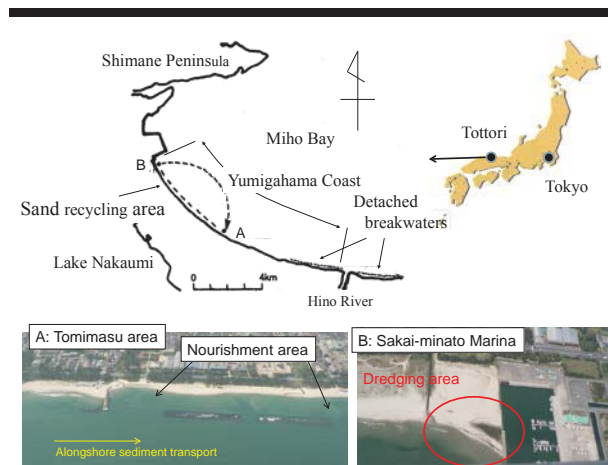 Shimane Peninsula
Miho Bay
Tottori
Tokyo
B
Yumigahama Coast
Sand recycling area
Detached
breakwaters
A
Lake Nakaumi
0
4km
Hino River
A: Tomimasu area
Nourishment area
Alongshore sediment transport
B: Sakai-minato Marina
Dredging area